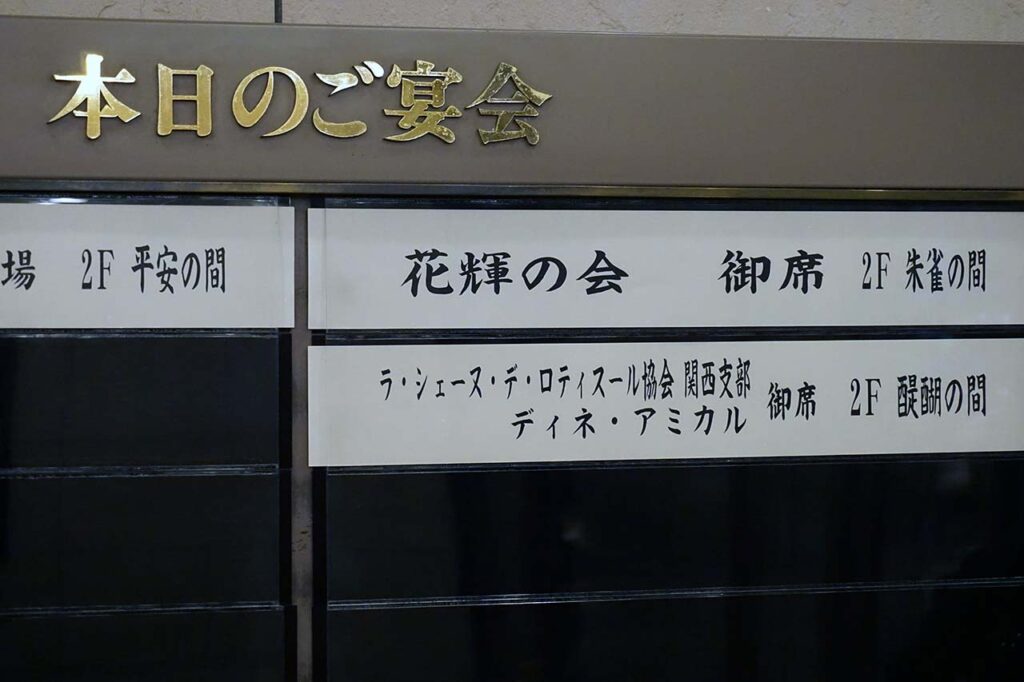 本日のご宴会
場 2F 平安の間
花輝の会 御席 2F 朱雀の間
ラ・シェーヌ・デ・ロティスール協会 関西支部
ディネ・アミカル
御席 2F 醍醐の間